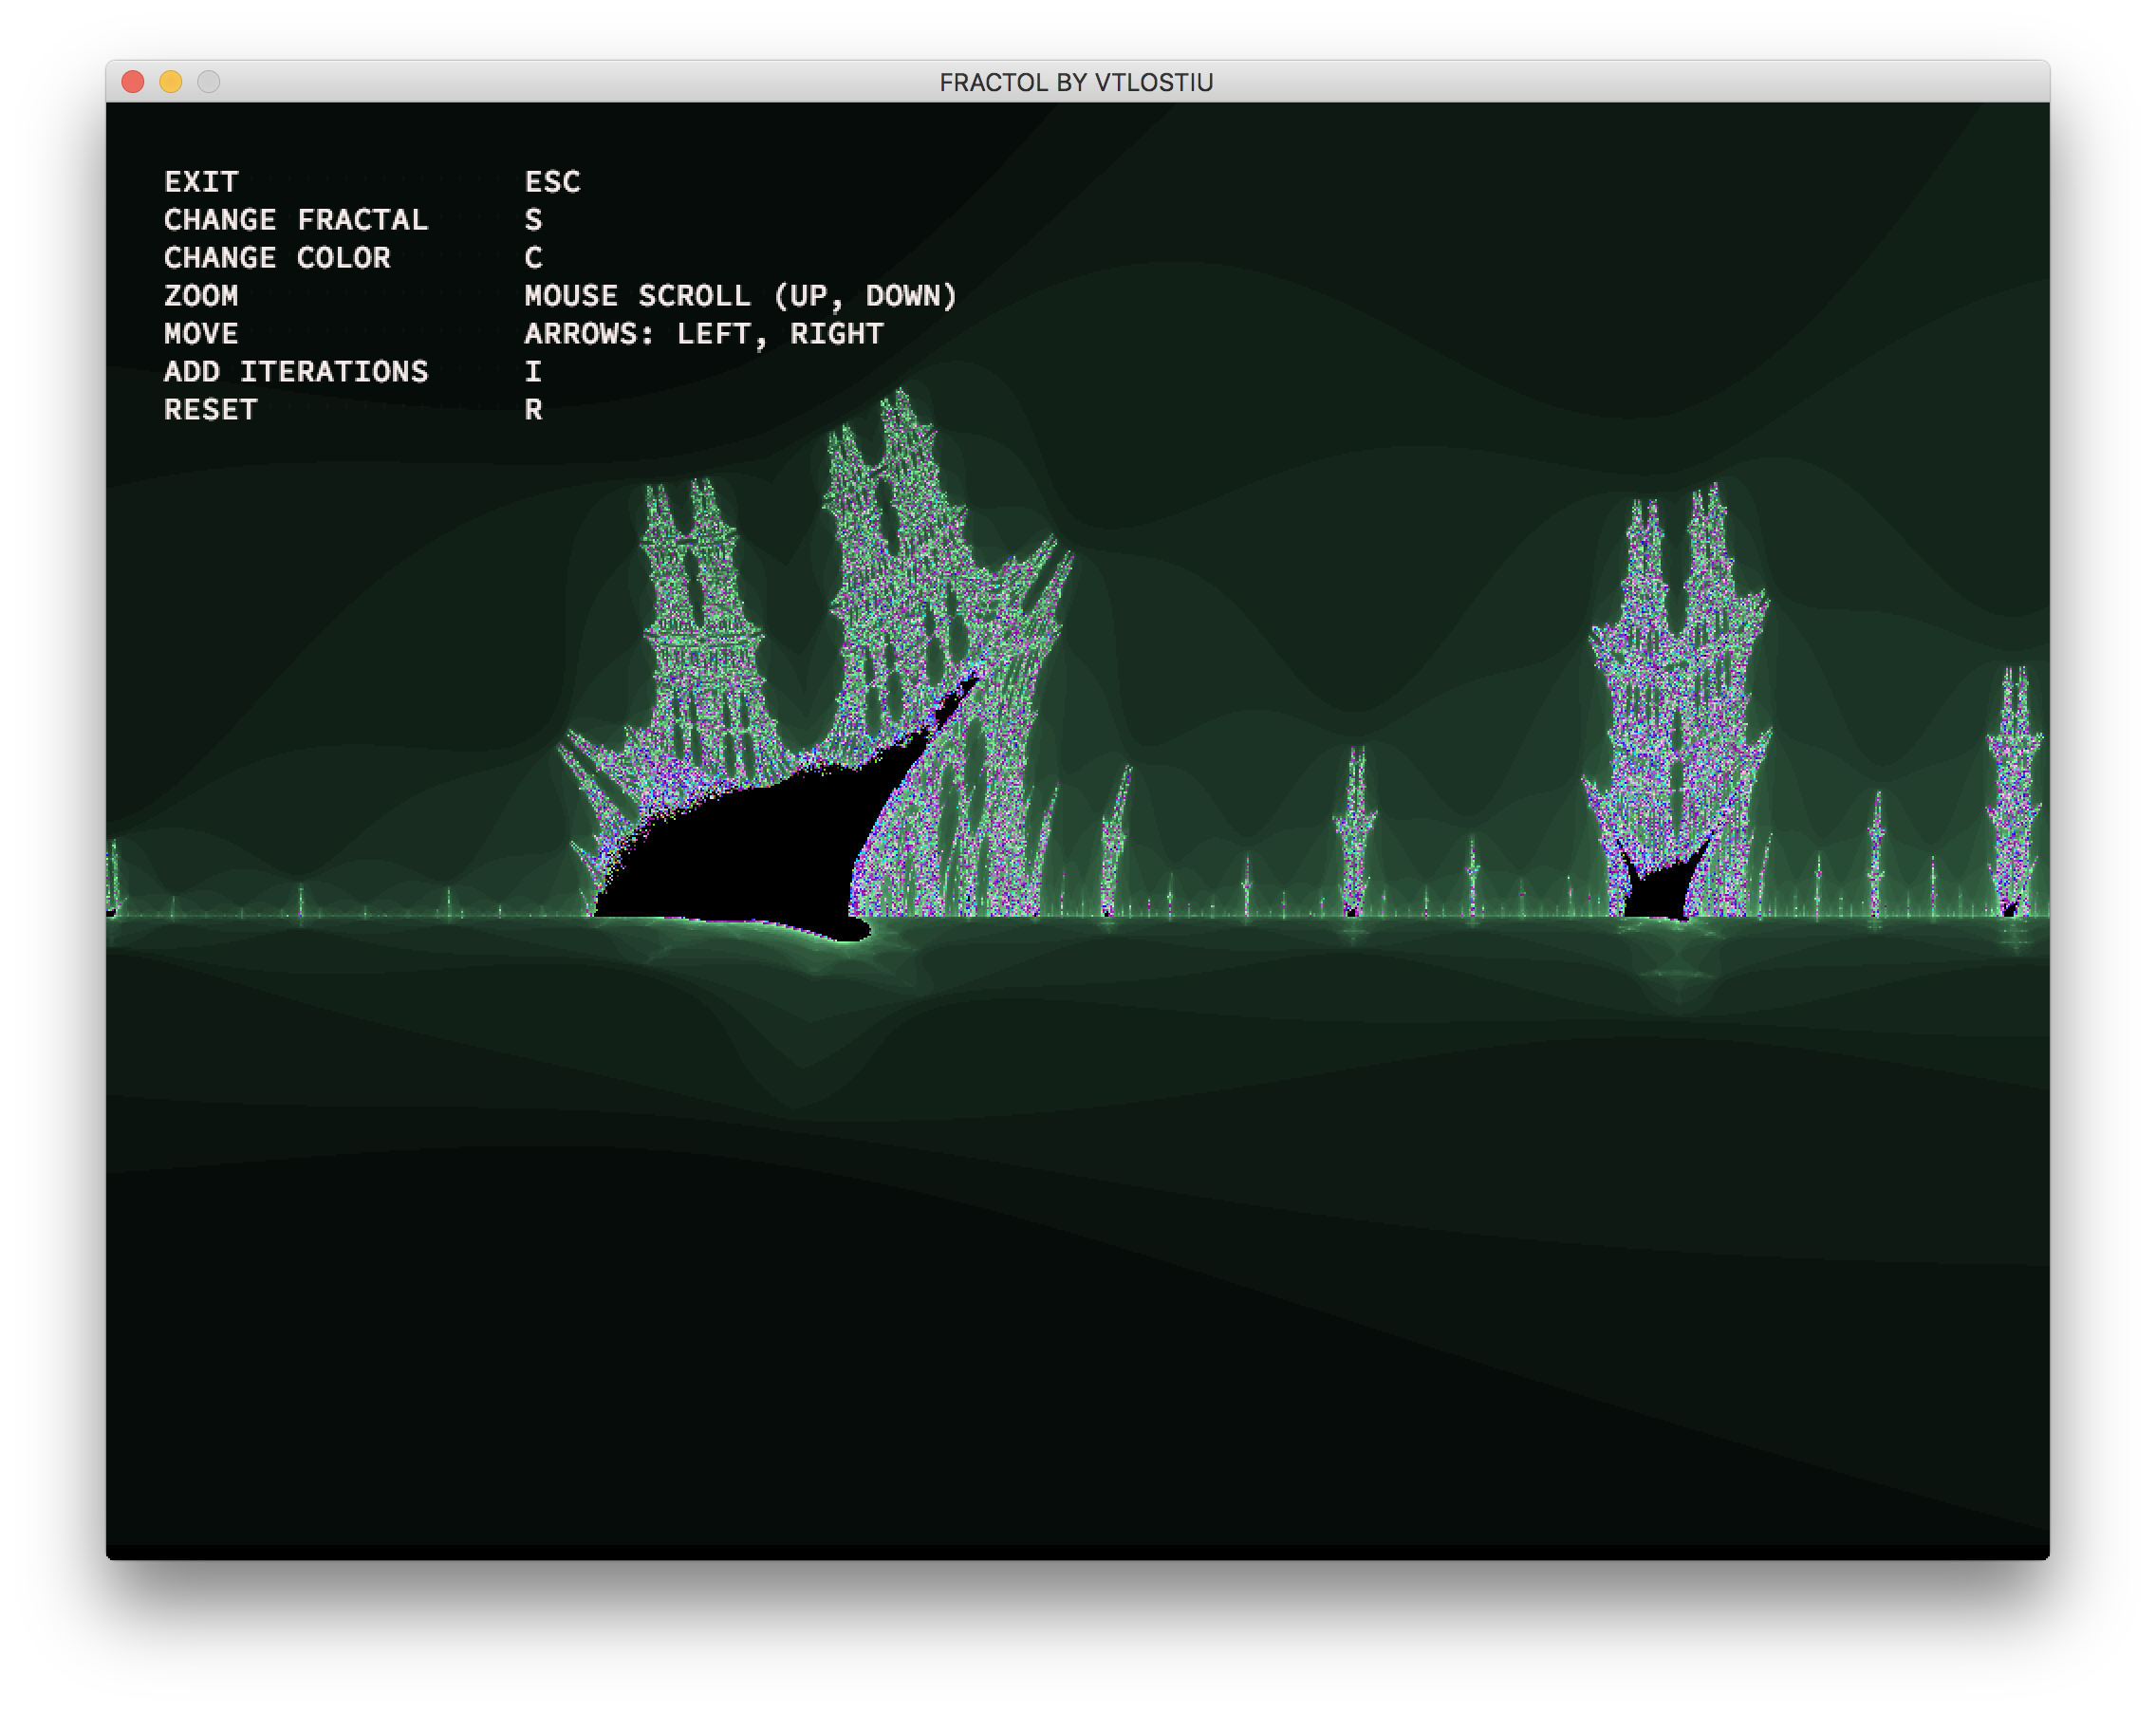 FRACTOL BY VTLOSTIU
EXIT ESC
CHANGE FRACTAL S
CHANGE COLOR C
ZOOM MOUSE SCROLL (UP, DOWN)
MOVE ARROWS: LEFT, RIGHT
ADD ITERATIONS I
RESET R